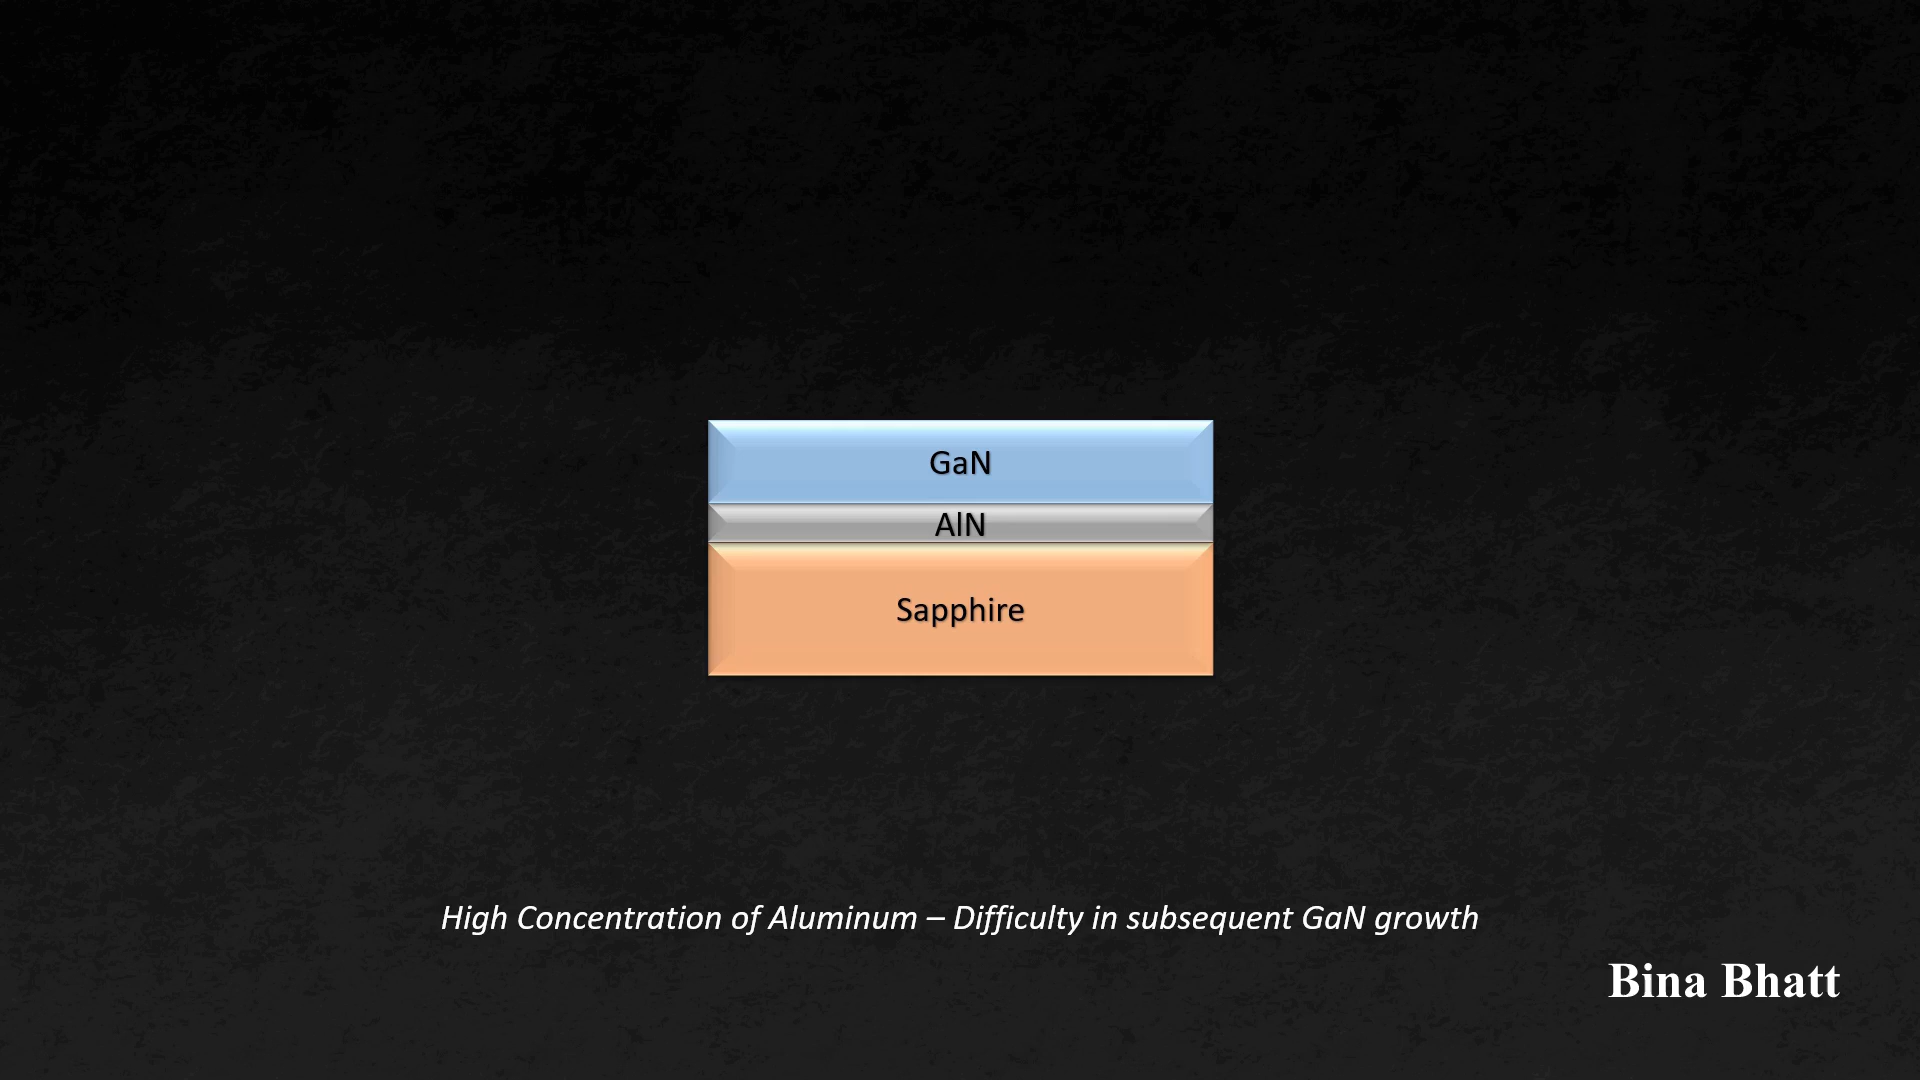 GaN
AlN
Sapphire
High Concentration of Aluminum – Difficulty in subsequent GaN growth
Bina Bhatt